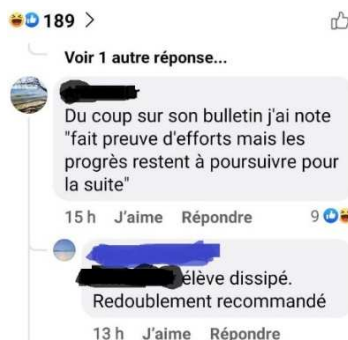 189 >
Voir 1 autre réponse...
Du coup sur son bulletin j'ai note
"fait preuve d'efforts mais les
progrès restent à poursuivre pour
la suite"
15 h J'aime Répondre 9
élève dissipé.
Redoublement recommandé
13 h J'aime Répondre